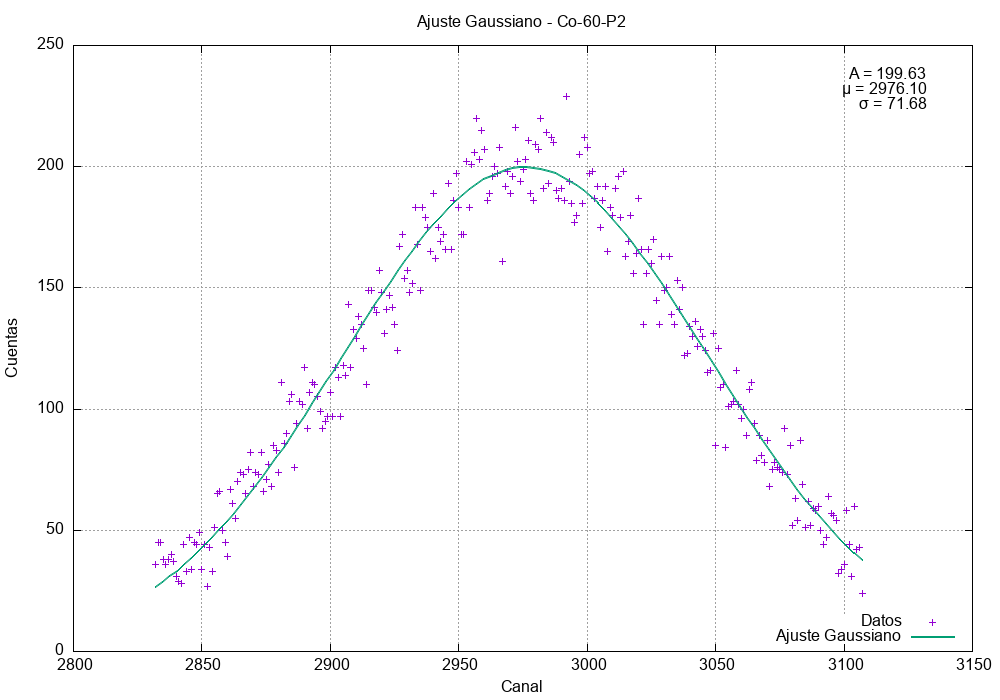 Ajuste Gaussiano - Co-60-P2
A = 199.63
μ = 2976.10
σ = 71.68
250
200
150
100
50
0
Cuentas
2800 2850 2900 2950 3000 3050 3100 3150
Canal
Datos
Ajuste Gaussiano